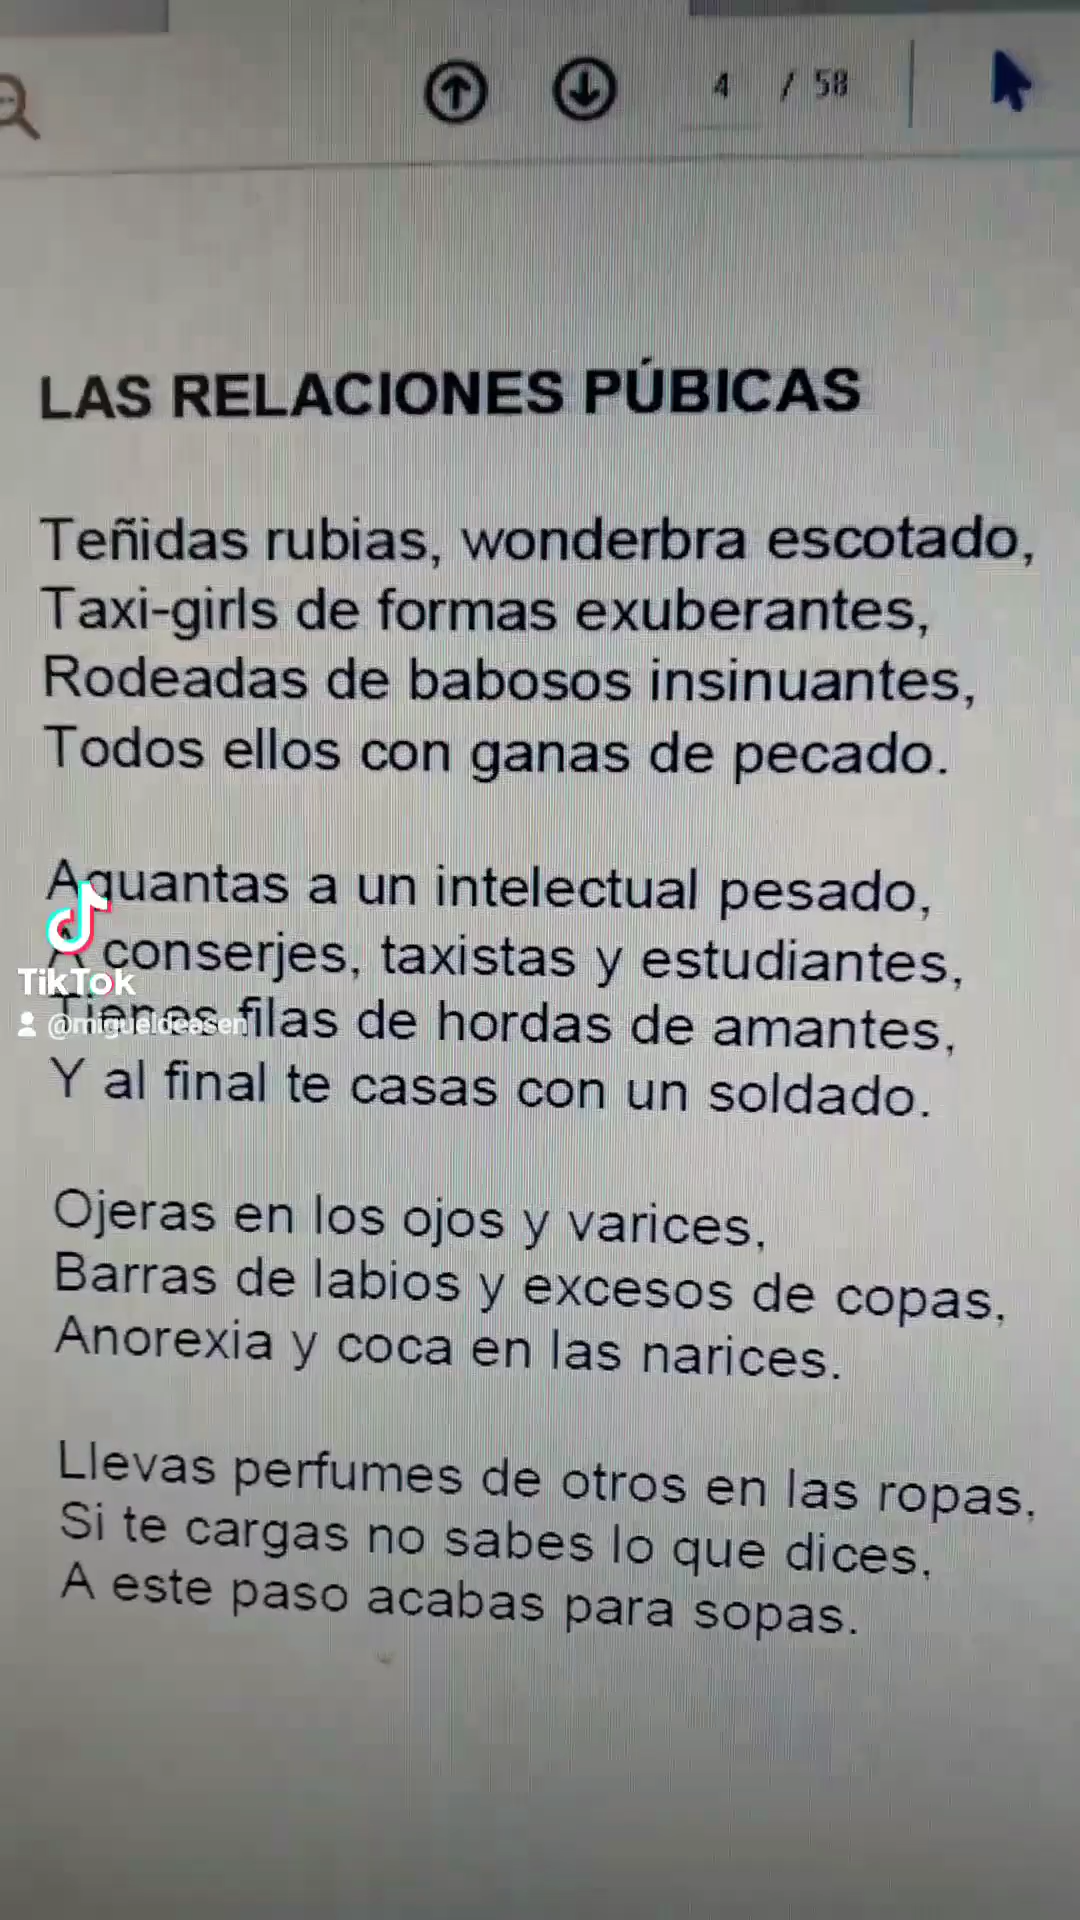 4 / 58
LAS RELACIONES PÚBICAS
Teñidas rubias, wonderbra escotado,
Taxi-girls de formas exuberantes,
Rodeadas de babosos insinuantes,
Todos ellos con ganas de pecado.
Aguantas a un intelectual pesado,
A conserjes, taxistas y estudiantes,
TikTok
Tienes filas de hordas de amantes,
@migueldeasen
Y al final te casas con un soldado.
Ojeras en los ojos y varices,
Barras de labios y excesos de copas,
Anorexia y coca en las narices.
Llevas perfumes de otros en las ropas,
Si te cargas no sabes lo que dices,
A este paso acabas para sopas.